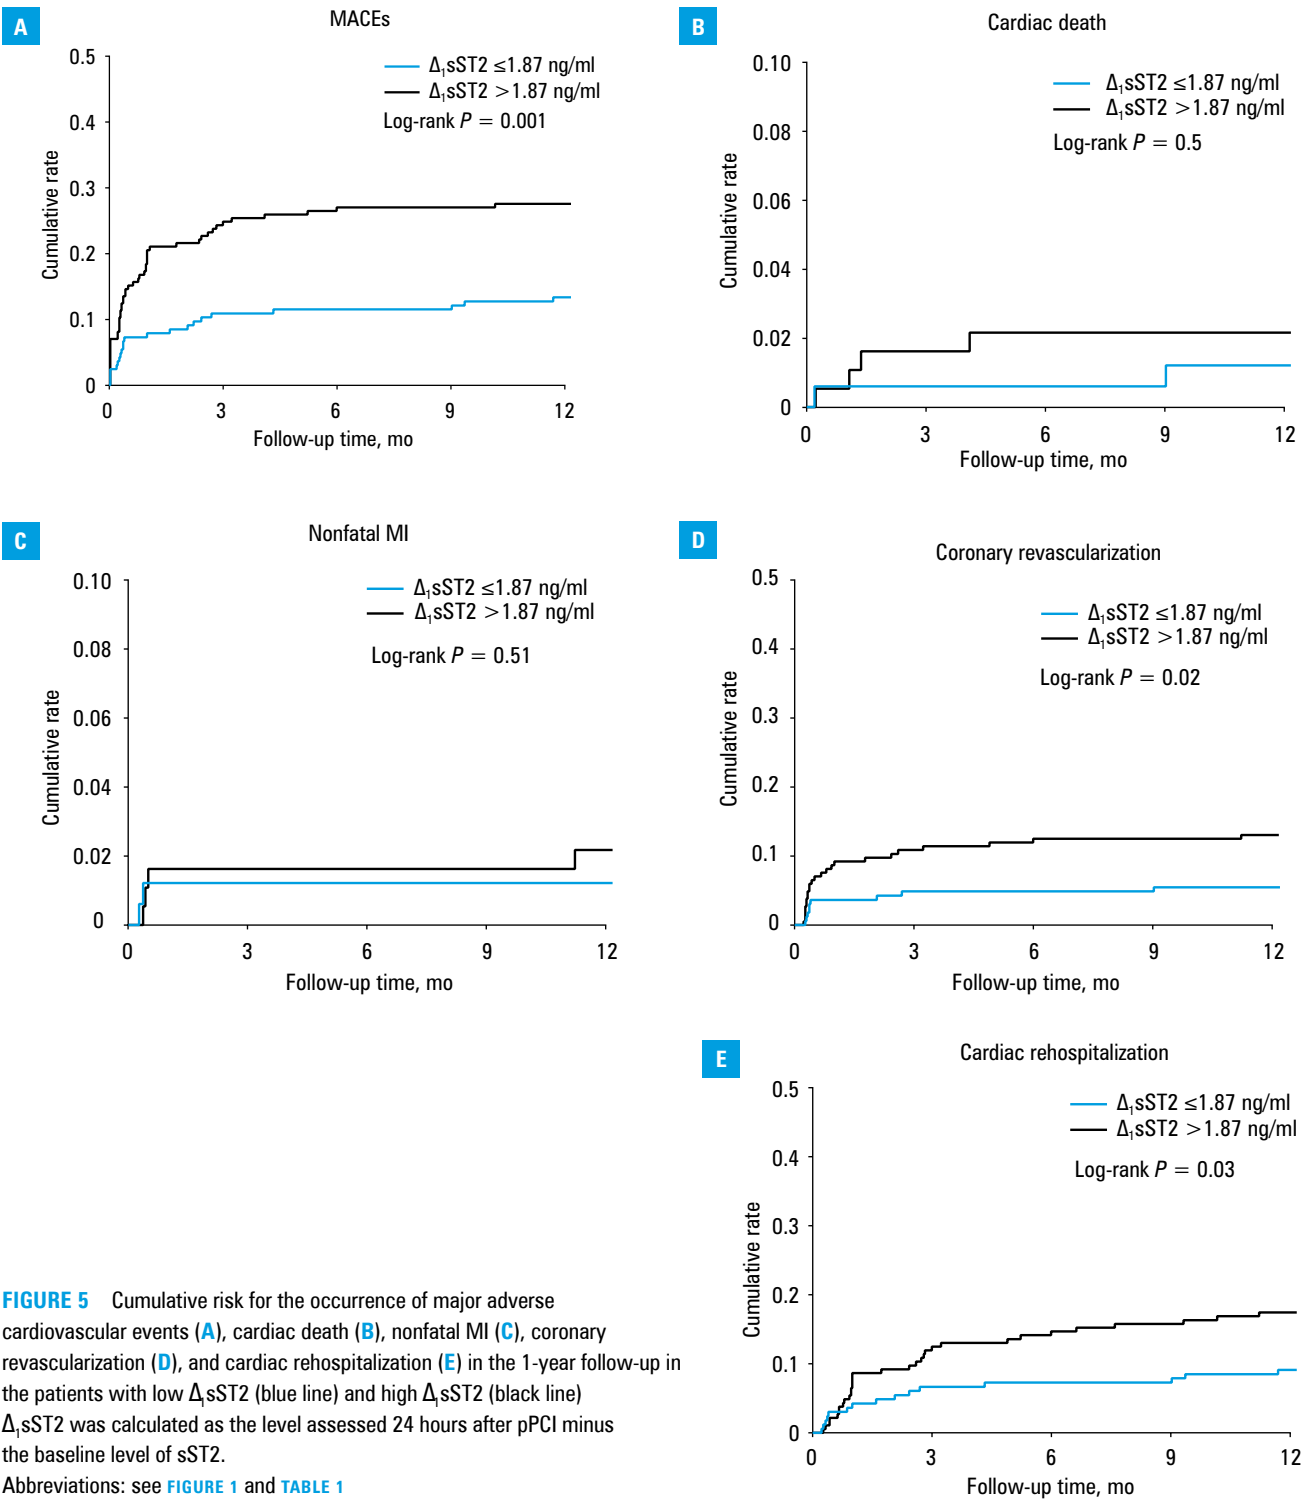 A
MACEs
0.5
0.4
0.3
0.2
0.1
0
Cumulative rate
Δ₁sST2 ≤1.87 ng/ml
Δ₁sST2 >1.87 ng/ml
Log-rank P = 0.001
0 3 6 9 12
Follow-up time, mo
B
Cardiac death
0.10
0.08
0.06
0.04
0.02
0
Cumulative rate
Δ₁sST2 ≤1.87 ng/ml
Δ₁sST2 >1.87 ng/ml
Log-rank P = 0.5
0 3 6 9 12
Follow-up time, mo
C
Nonfatal MI
0.10
0.08
0.06
0.04
0.02
0
Cumulative rate
Δ₁sST2 ≤1.87 ng/ml
Δ₁sST2 >1.87 ng/ml
Log-rank P = 0.51
0 3 6 9 12
Follow-up time, mo
D
Coronary revascularization
0.5
0.4
0.3
0.2
0.1
0
Cumulative rate
Δ₁sST2 ≤1.87 ng/ml
Δ₁sST2 >1.87 ng/ml
Log-rank P = 0.02
0 3 6 9 12
Follow-up time, mo
E
Cardiac rehospitalization
0.5
0.4
0.3
0.2
0.1
0
Cumulative rate
Δ₁sST2 ≤1.87 ng/ml
Δ₁sST2 >1.87 ng/ml
Log-rank P = 0.03
0 3 6 9 12
Follow-up time, mo
FIGURE 5 Cumulative risk for the occurrence of major adverse
cardiovascular events (A), cardiac death (B), nonfatal MI (C), coronary
revascularization (D), and cardiac rehospitalization (E) in the 1-year follow-up in
the patients with low Δ₁sST2 (blue line) and high Δ₁sST2 (black line)
Δ₁sST2 was calculated as the level assessed 24 hours after pPCI minus
the baseline level of sST2.
Abbreviations: see FIGURE 1 and TABLE 1